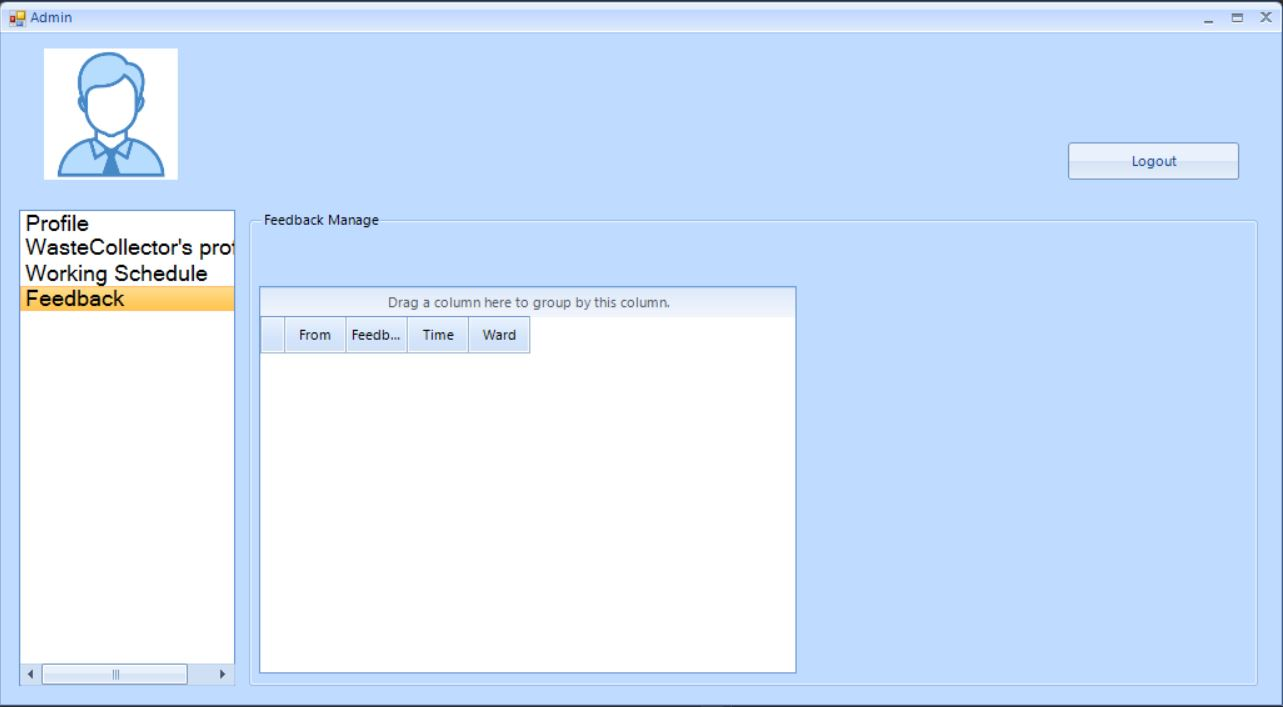 Admin
Logout
Profile
WasteCollector's prof
Working Schedule
Feedback
Feedback Manage
Drag a column here to group by this column.
From Feedb... Time Ward